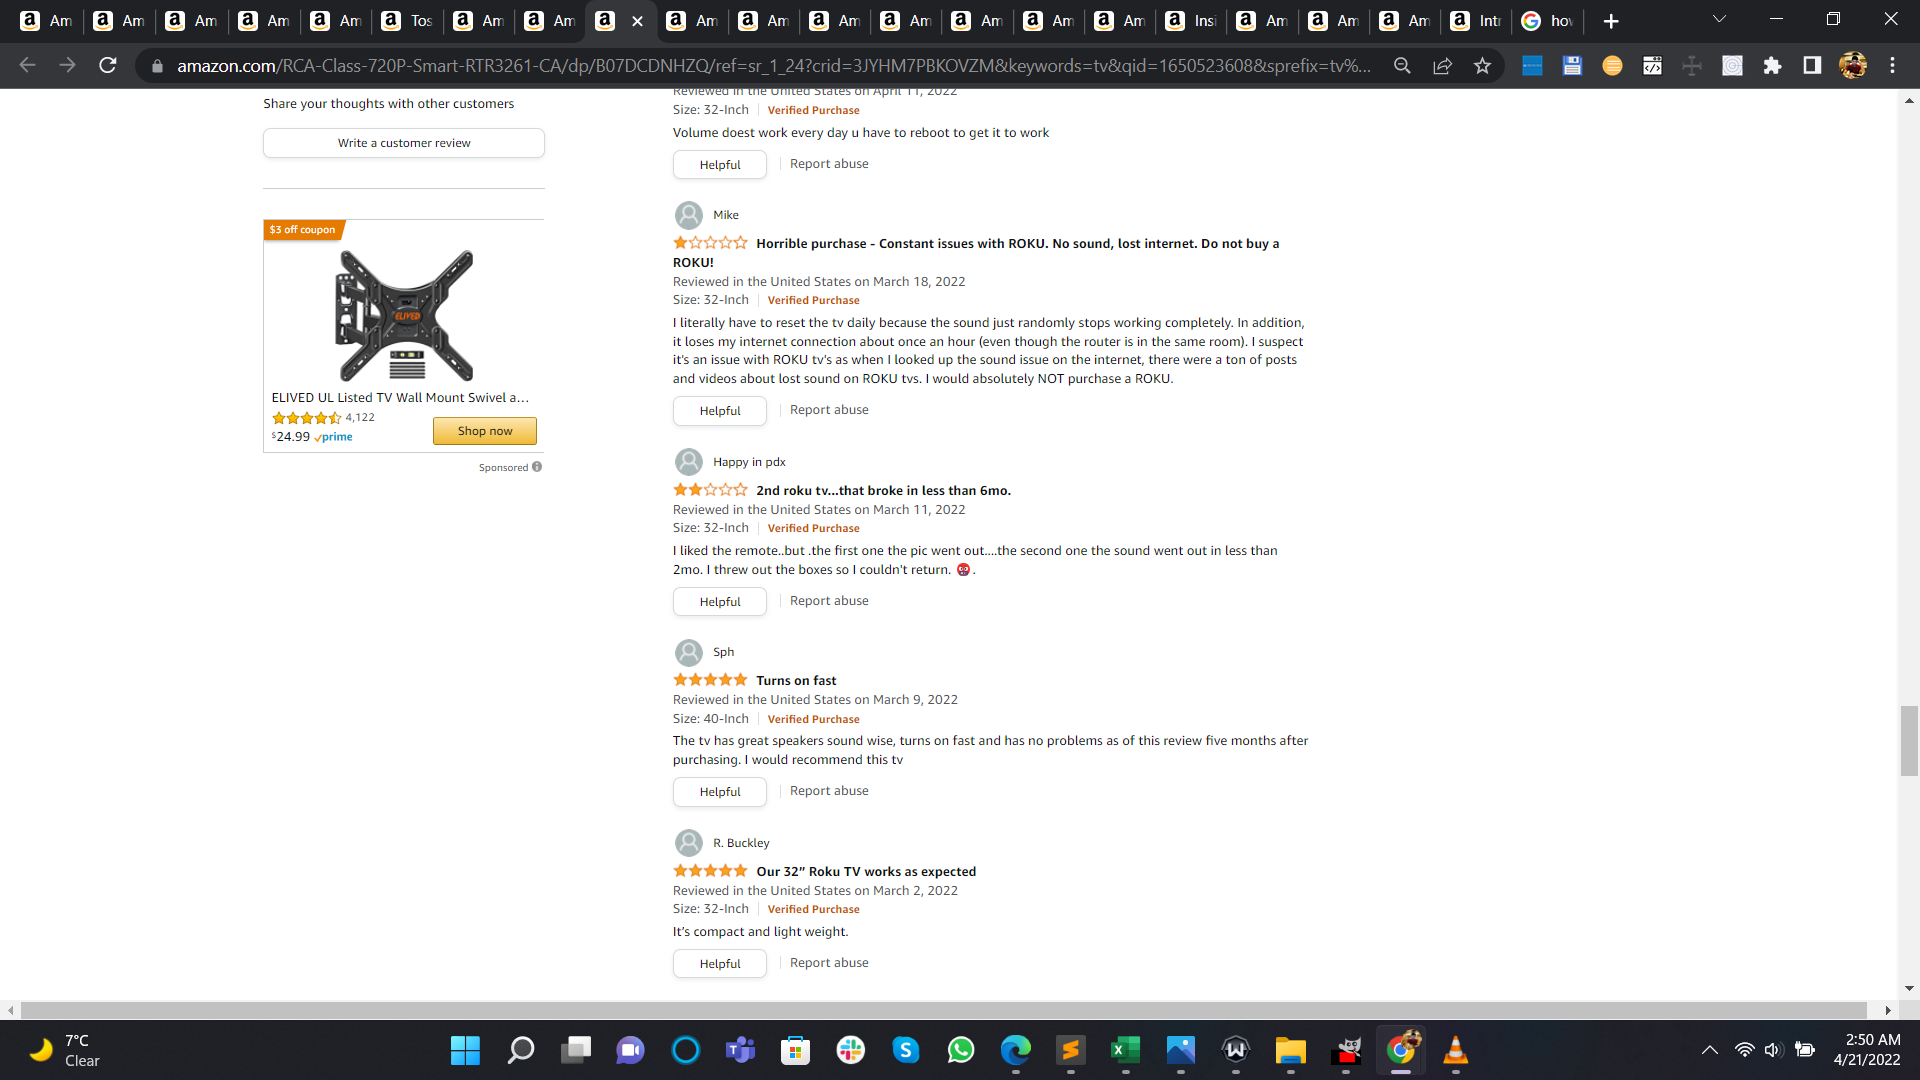 Am
Am
Am
Am
Am
Tos
Am
Am
Am
Am
Am
Am
Am
Am
Am
Insi
Am
Am
Am
Intr
how
amazon.com/RCA-Class-720P-Smart-RTR3261-CA/dp/B07DCDNHZQ/ref=sr_1_24?crid=3JYHM7PBKOVZM&keywords=tv&qid=1650523608&sprefix=tv%...
Share your thoughts with other customers
Write a customer review
$3 off coupon
ELIVED
ELIVED UL Listed TV Wall Mount Swivel a...
4,122
$24.99 prime
Shop now
Sponsored
Reviewed in the United States on April 11, 2022
Size: 32-Inch Verified Purchase
Volume doest work every day u have to reboot to get it to work
Helpful Report abuse
Mike
Horrible purchase - Constant issues with ROKU. No sound, lost internet. Do not buy a
ROKU!
Reviewed in the United States on March 18, 2022
Size: 32-Inch Verified Purchase
I literally have to reset the tv daily because the sound just randomly stops working completely. In addition,
it loses my internet connection about once an hour (even though the router is in the same room). I suspect
it's an issue with ROKU tv's as when I looked up the sound issue on the internet, there were a ton of posts
and videos about lost sound on ROKU tvs. I would absolutely NOT purchase a ROKU.
Helpful Report abuse
Happy in pdx
2nd roku tv...that broke in less than 6mo.
Reviewed in the United States on March 11, 2022
Size: 32-Inch Verified Purchase
I liked the remote..but .the first one the pic went out....the second one the sound went out in less than
2mo. I threw out the boxes so I couldn't return. 🤬.
Helpful Report abuse
Sph
Turns on fast
Reviewed in the United States on March 9, 2022
Size: 40-Inch Verified Purchase
The tv has great speakers sound wise, turns on fast and has no problems as of this review five months after
purchasing. I would recommend this tv
Helpful Report abuse
R. Buckley
Our 32” Roku TV works as expected
Reviewed in the United States on March 2, 2022
Size: 32-Inch Verified Purchase
It’s compact and light weight.
Helpful Report abuse
7°C
Clear
2:50 AM
4/21/2022